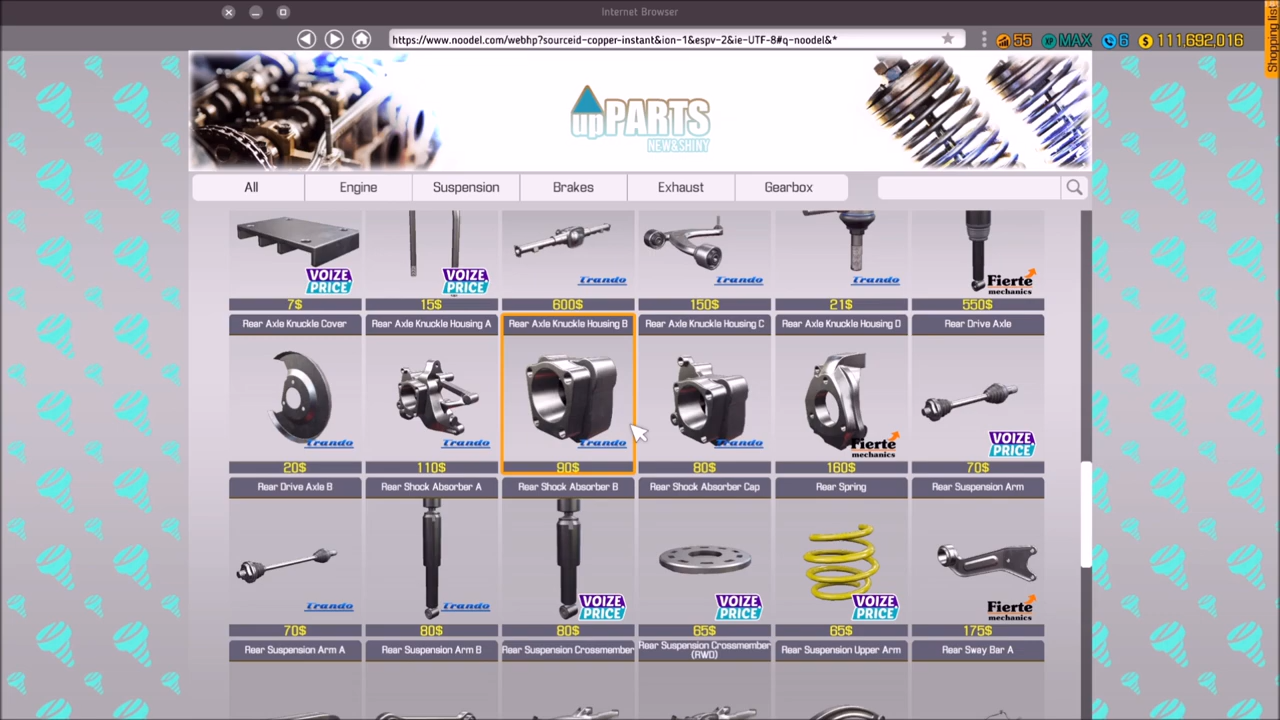 Internet Browser
https://www.noodel.com/webhp?sourceid-copper-instant&ion-1&espv-2&ie-UTF-8#q-noodel&*
55 XP MAX 6 $ 111,692,016
Shopping list
upPARTS
NEW&SHINY
All Engine Suspension Brakes Exhaust Gearbox
VOIZE PRICE VOIZE PRICE Trando Trando Trando Fierte mechanics
7$ 15$ 600$ 150$ 21$ 550$
Rear Axle Knuckle Cover Rear Axle Knuckle Housing A Rear Axle Knuckle Housing B Rear Axle Knuckle Housing C Rear Axle Knuckle Housing D Rear Drive Axle
Trando Trando Trando Trando Fierte mechanics VOIZE PRICE
20$ 110$ 90$ 80$ 160$ 70$
Rear Drive Axle B Rear Shock Absorber A Rear Shock Absorber B Rear Shock Absorber Cap Rear Spring Rear Suspension Arm
Trando Trando VOIZE PRICE VOIZE PRICE VOIZE PRICE Fierte mechanics
70$ 80$ 80$ 65$ 65$ 175$
Rear Suspension Arm A Rear Suspension Arm B Rear Suspension Crossmember Rear Suspension Crossmember (RWD) Rear Suspension Upper Arm Rear Sway Bar A